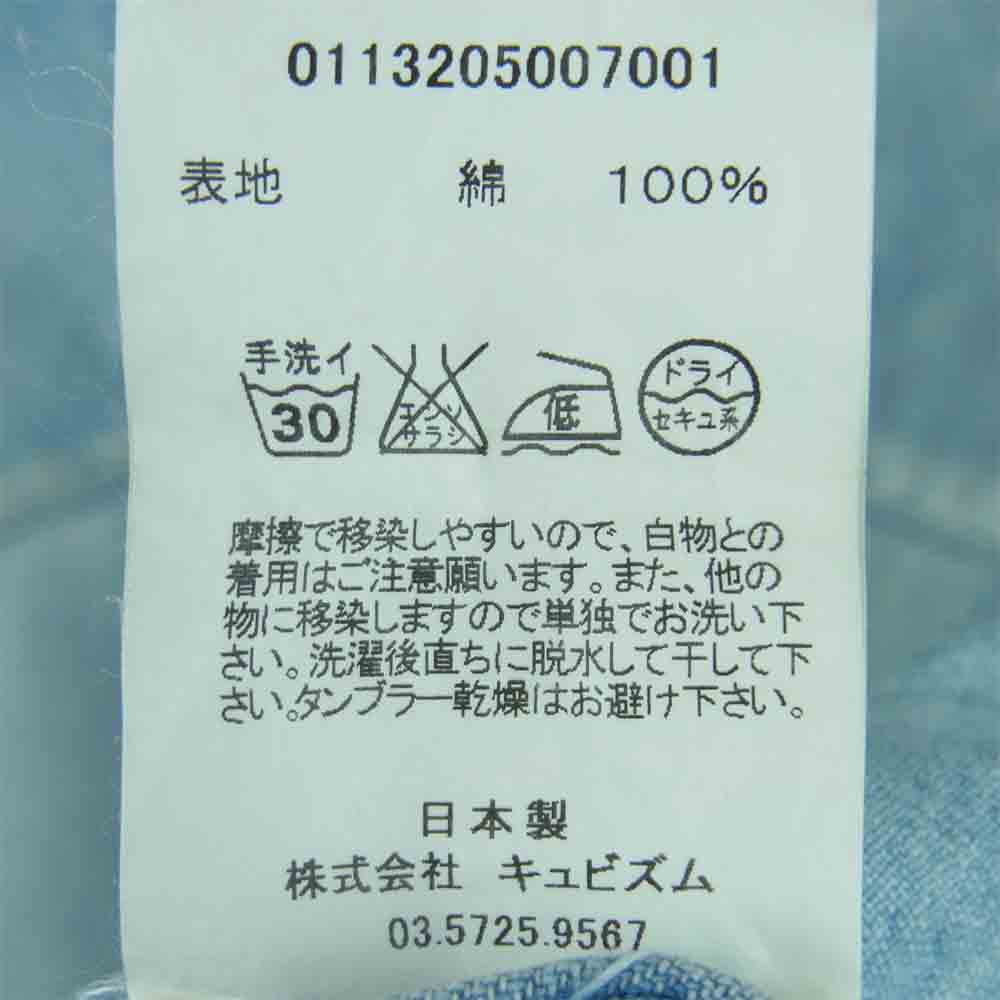 0113205007001
表地 綿 100%
手洗イ
30
エンソ
サラシ
低
ドライ
セキユ系
摩擦で移染しやすいので、白物との
着用はご注意願います。また、他の
物に移染しますので単独でお洗い下
さい。洗濯後直ちに脱水して干して下
さい。タンブラー乾燥はお避け下さい。
日本製
株式会社 キュビズム
03.5725.9567